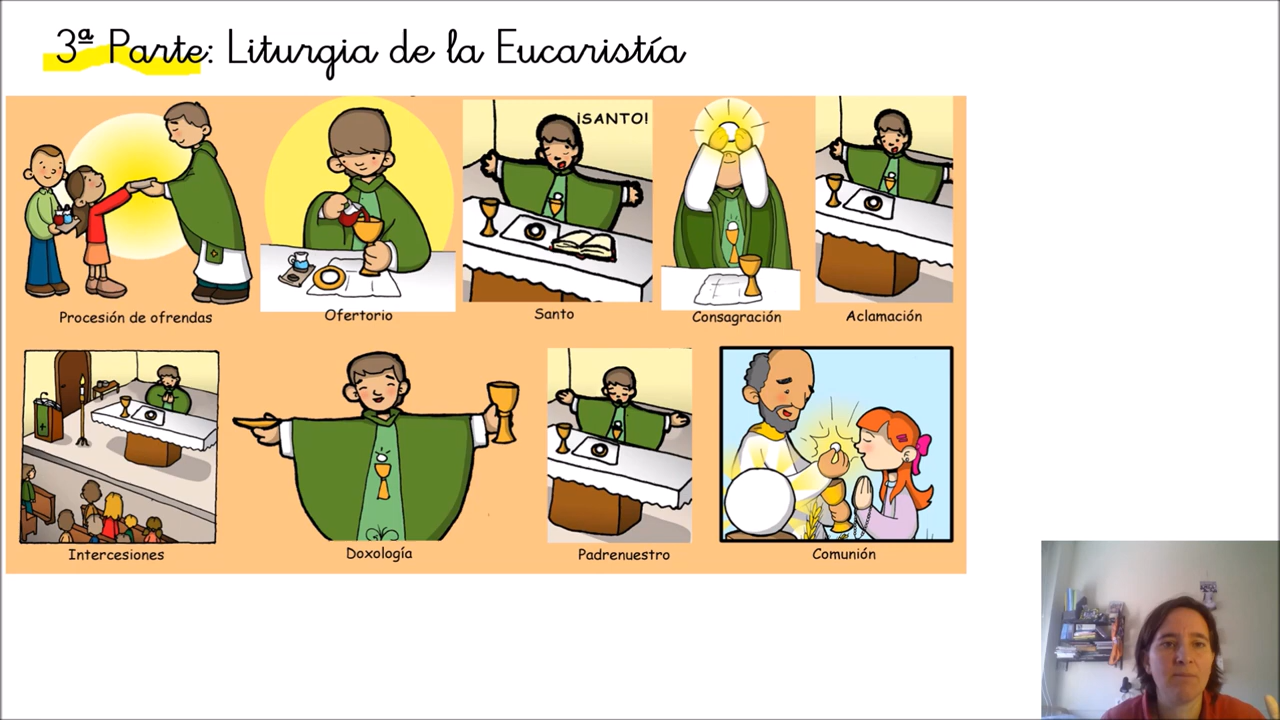 3ª Parte: Liturgia de la Eucaristía
¡SANTO!
Procesión de ofrendas
Ofertorio
Santo
Consagración
Aclamación
Intercesiones
Doxología
Padrenuestro
Comunión